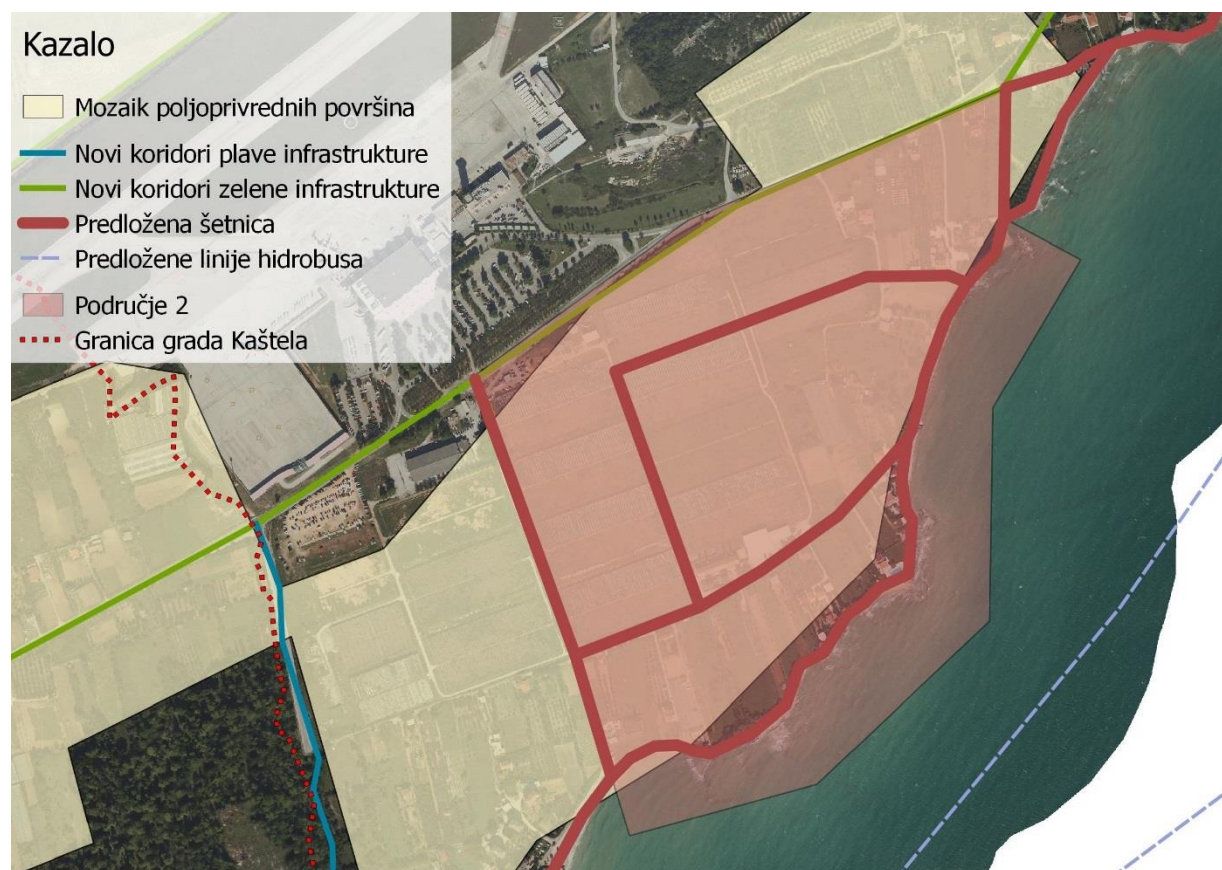 Kazalo
Mozaik poljoprivrednih površina
Novi koridori plave infrastrukture
Novi koridori zelene infrastrukture
Predložena šetnica
Predložene linije hidrobusa
Područje 2
Granica grada Kaštela